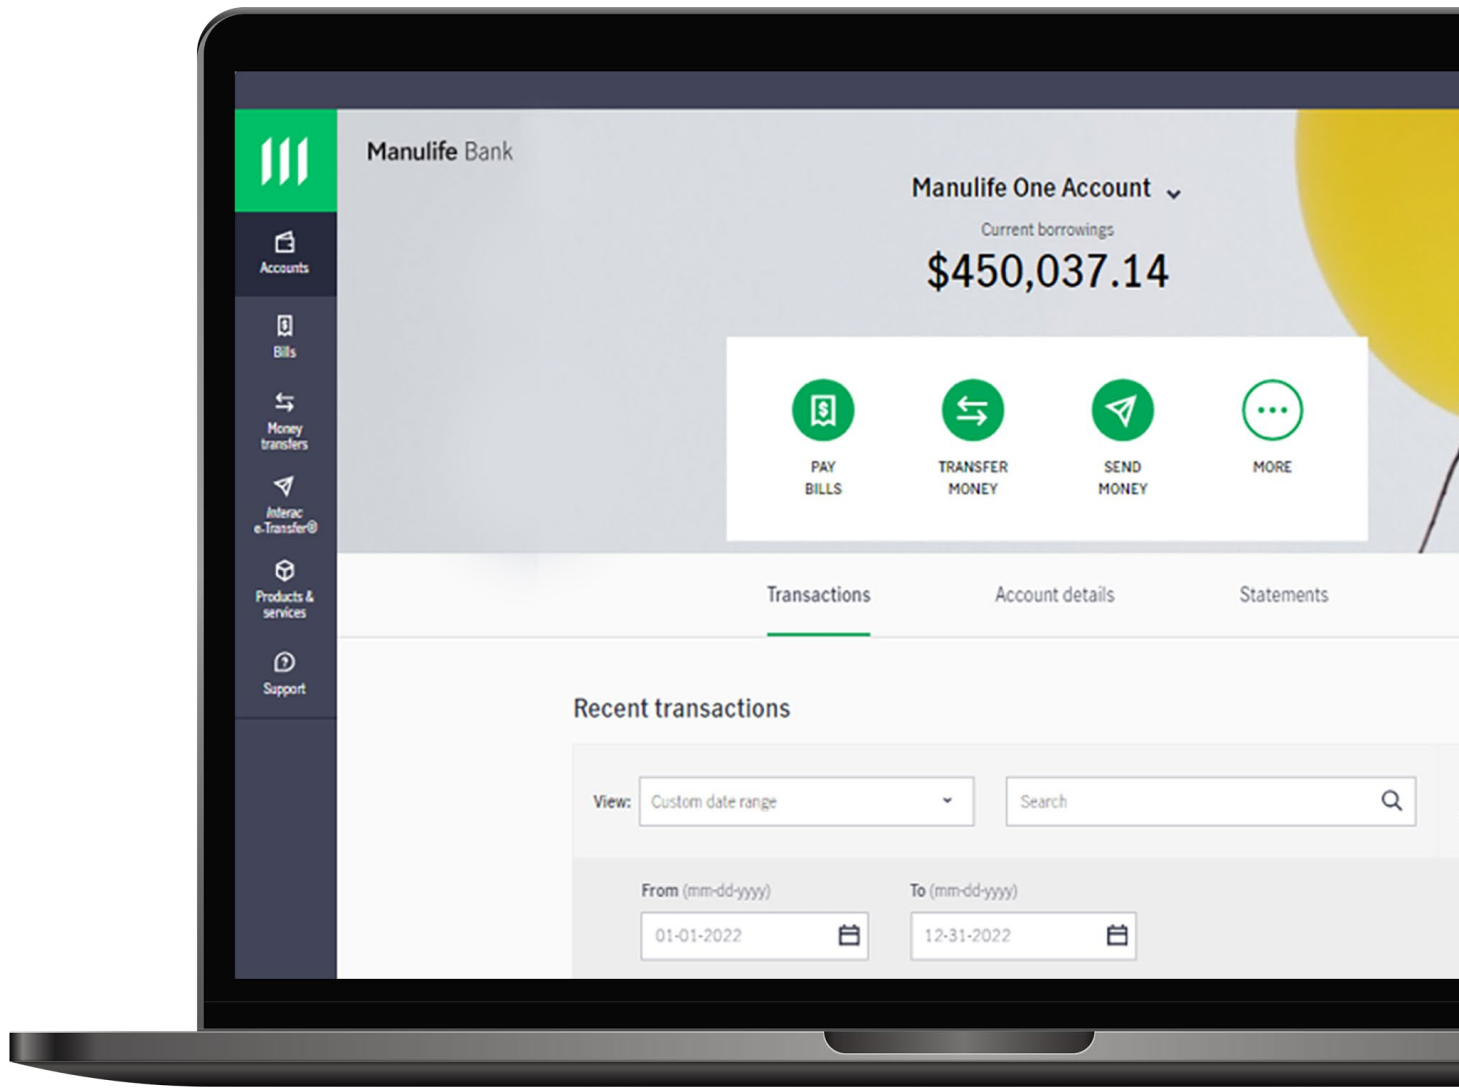 Manulife Bank
Manulife One Account
Current borrowings
$450,037.14
Accounts
Bills
Money
transfers
Interac
e-Transfer®
Products &
services
Support
PAY
BILLS
TRANSFER
MONEY
SEND
MONEY
MORE
Transactions
Account details
Statements
Recent transactions
View:
Custom date range
Search
From (mm-dd-yyyy)
To (mm-dd-yyyy)
01-01-2022
12-31-2022